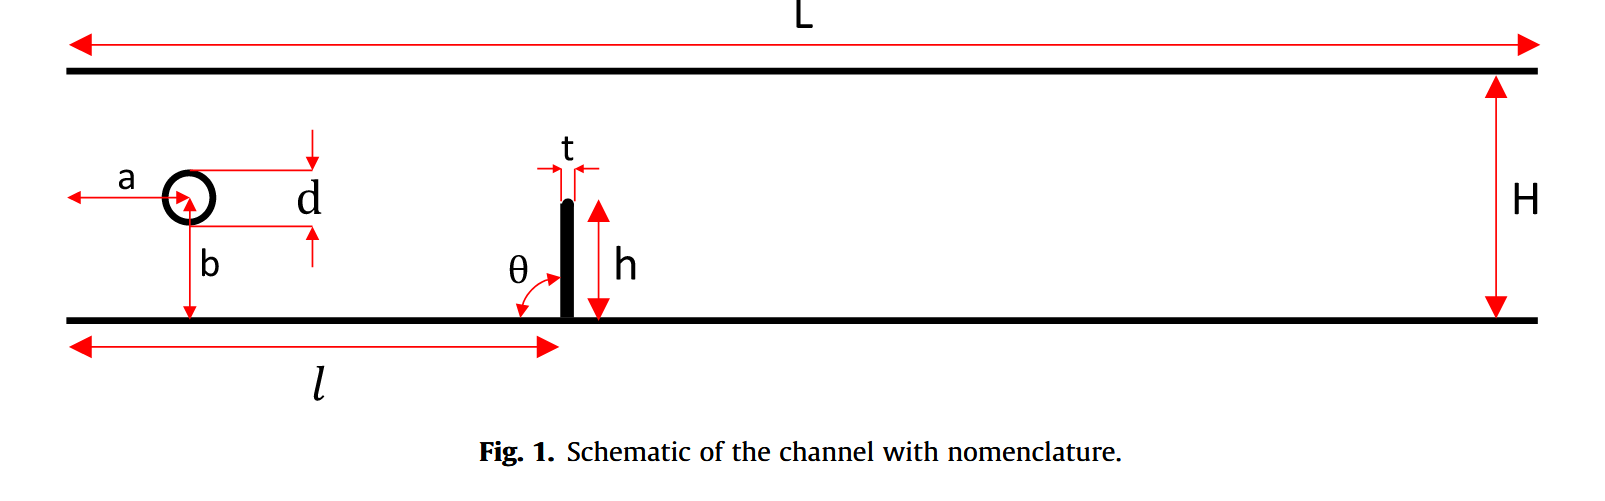 L
t
a
d
H
b
θ
h
l
Fig. 1. Schematic of the channel with nomenclature.